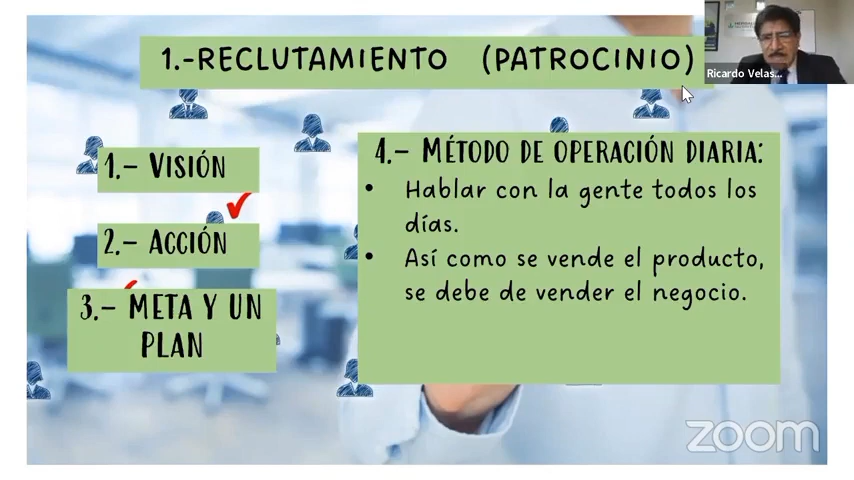 1.-RECLUTAMIENTO (PATROCINIO)
Ricardo Velas...
1.- VISIÓN
2.- ACCIÓN
3.- META Y UN
PLAN
4.- MÉTODO DE OPERACIÓN DIARIA:
• Hablar con la gente todos los
días.
• Así como se vende el producto,
se debe de vender el negocio.
zoom